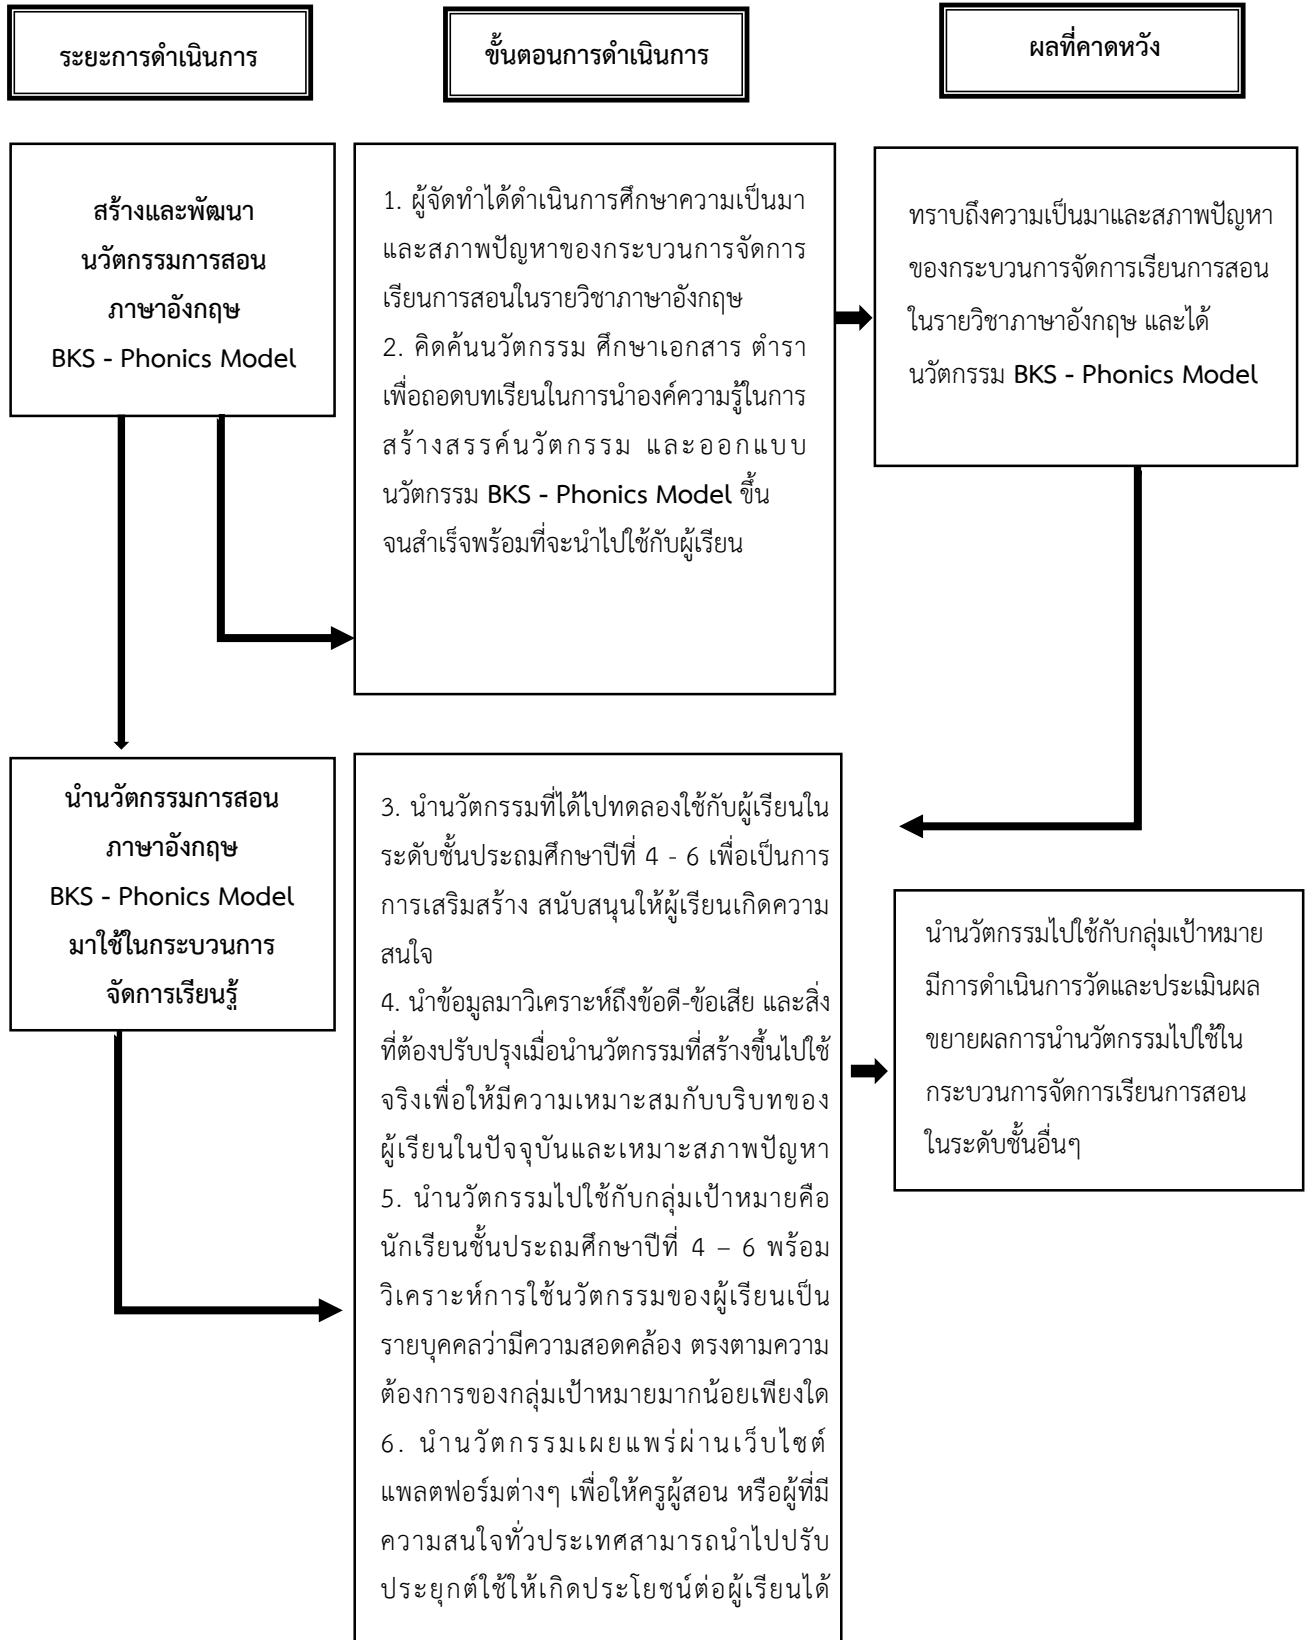 ระยะการดำเนินการ
ขั้นตอนการดำเนินการ
ผลที่คาดหวัง
สร้างและพัฒนา
นวัตกรรมการสอน
ภาษาอังกฤษ
BKS - Phonics Model
1. ผู้จัดทำได้ดำเนินการศึกษาความเป็นมา
และสภาพปัญหาของกระบวนการจัดการ
เรียนการสอนในรายวิชาภาษาอังกฤษ
2. คิดค้นนวัตกรรม ศึกษาเอกสาร ตำรา
เพื่อถอดบทเรียนในการนำองค์ความรู้ในการ
สร้างสรรค์นวัตกรรม และออกแบบ
นวัตกรรม BKS - Phonics Model ขึ้น
จนสำเร็จพร้อมที่จะนำไปใช้กับผู้เรียน
ทราบถึงความเป็นมาและสภาพปัญหา
ของกระบวนการจัดการเรียนการสอน
ในรายวิชาภาษาอังกฤษ และได้
นวัตกรรม BKS - Phonics Model
นำนวัตกรรมการสอน
ภาษาอังกฤษ
BKS - Phonics Model
มาใช้ในกระบวนการ
จัดการเรียนรู้
3. นำนวัตกรรมที่ได้ไปทดลองใช้กับผู้เรียนใน
ระดับชั้นประถมศึกษาปีที่ 4 - 6 เพื่อเป็นการ
การเสริมสร้าง สนับสนุนให้ผู้เรียนเกิดความ
สนใจ
4. นำข้อมูลมาวิเคราะห์ถึงข้อดี-ข้อเสีย และสิ่ง
ที่ต้องปรับปรุงเมื่อนำนวัตกรรมที่สร้างขึ้นไปใช้
จริงเพื่อให้มีความเหมาะสมกับบริบทของ
ผู้เรียนในปัจจุบันและเหมาะสภาพปัญหา
5. นำนวัตกรรมไปใช้กับกลุ่มเป้าหมายคือ
นักเรียนชั้นประถมศึกษาปีที่ 4 – 6 พร้อม
วิเคราะห์การใช้นวัตกรรมของผู้เรียนเป็น
รายบุคคลว่ามีความสอดคล้อง ตรงตามความ
ต้องการของกลุ่มเป้าหมายมากน้อยเพียงใด
6. นำนวัตกรรมเผยแพร่ผ่านเว็บไซต์
แพลตฟอร์มต่างๆ เพื่อให้ครูผู้สอน หรือผู้ที่มี
ความสนใจทั่วประเทศสามารถนำไปปรับ
ประยุกต์ใช้ให้เกิดประโยชน์ต่อผู้เรียนได้
นำนวัตกรรมไปใช้กับกลุ่มเป้าหมาย
มีการดำเนินการวัดและประเมินผล
ขยายผลการนำนวัตกรรมไปใช้ใน
กระบวนการจัดการเรียนการสอน
ในระดับชั้นอื่นๆ